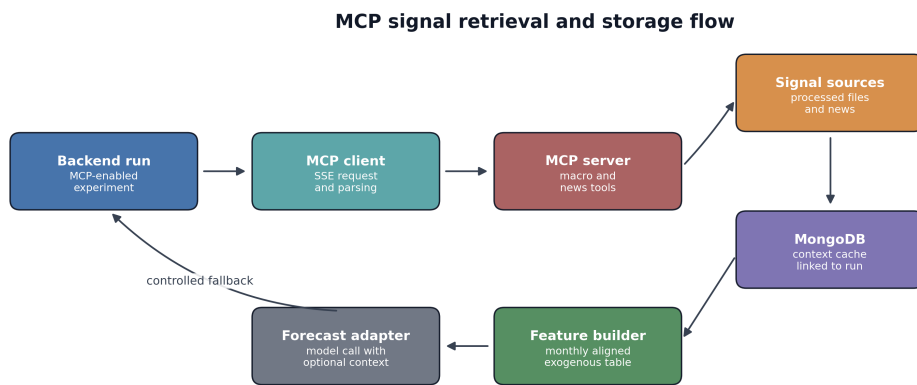 MCP signal retrieval and storage flow
Signal sources
processed files
and news
Backend run
MCP-enabled
experiment
MCP client
SSE request
and parsing
MCP server
macro and
news tools
MongoDB
context cache
linked to run
controlled fallback
Forecast adapter
model call with
optional context
Feature builder
monthly aligned
exogenous table